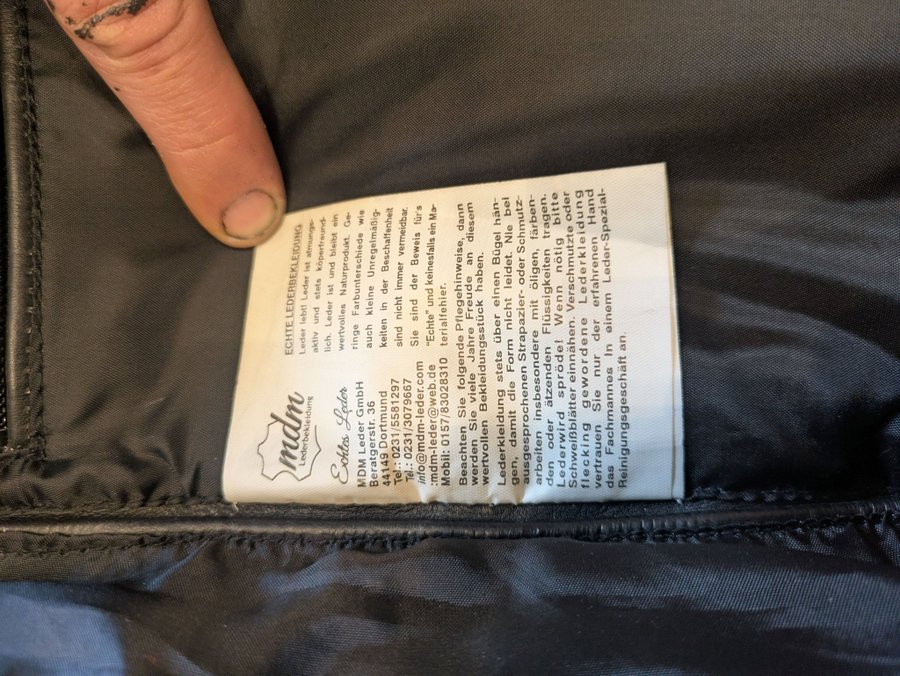 mdm
Lederbekleidung
Echtes Leder
MDM Leder GmbH
Beratgerstr. 36
44149 Dortmund
Tel.: 0231/5581297
Tel.: 0231/3079667
info@mdm-leder.com
mdm-leder@web.de
Mobil: 0157/83028310
ECHTE LEDERBEKLEIDUNG
Leder lebt! Leder ist atmungs-
aktiv und stets köperfreund-
lich. Leder ist und bleibt ein
wertvolles Naturprodukt. Ge-
ringe Farbunterschiede wie
auch kleine Unregelmäßig-
keiten in der Beschaffenheit
sind nicht immer vermeidbar.
Sie sind der Beweis für's
"Echte" und keinesfalls ein Ma-
terialfehler.
Beachten Sie folgende Pflegehinweise, dann
werden Sie viele Jahre Freude an diesem
wertvollen Bekleidungsstück haben.
Lederkleidung stets über einen Bügel hän-
gen, damit die Form nicht leidet. Nie bei
ausgesprochenen Strapazier- oder Schmutz-
arbeiten insbesondere mit öligen, färben-
den oder ätzenden Flüssigkeiten tragen.
Lederwird spröde! Wenn nötig bitte
Schweißblätter einnähen. Verschmutzte oder
fleckig gewordene Lederkleidung
vertrauen Sie nur der erfahrenen Hand
das Fachmannes In einem Leder-Spezial-
Reinigungsgeschäft an.